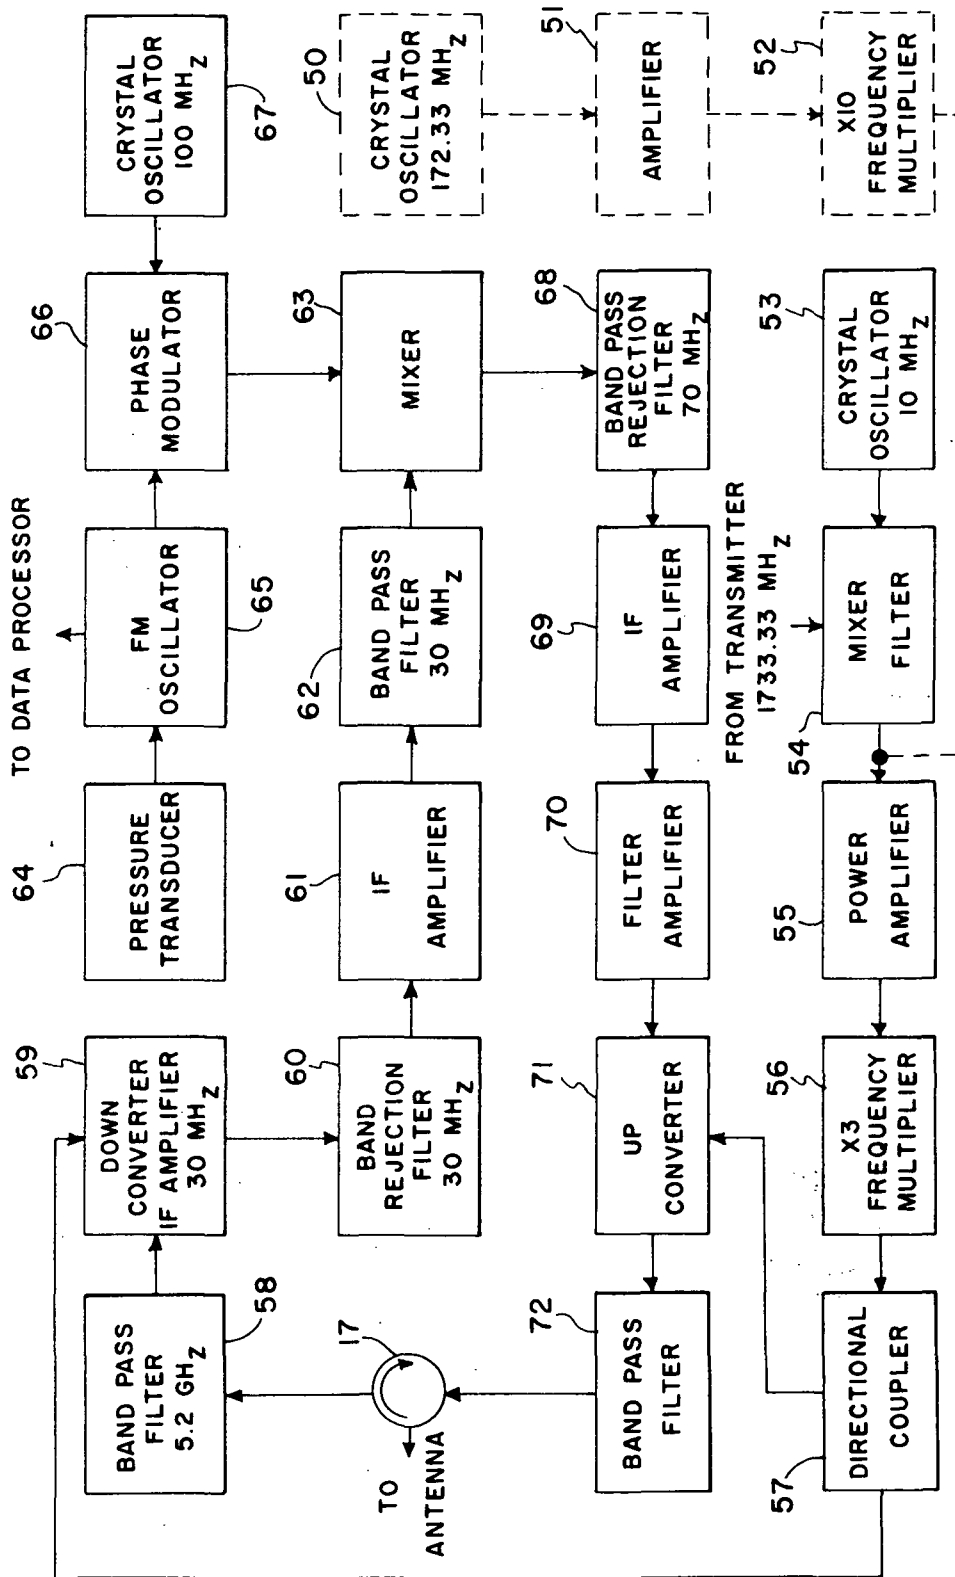 TO DATA PROCESSOR
59
DOWN
CONVERTER
IF AMPLIFIER
30 MHZ
64
PRESSURE
TRANSDUCER
FM
OSCILLATOR
65
66
PHASE
MODULATOR
CRYSTAL
OSCILLATOR
100 MHZ
67
BAND PASS
FILTER
5.2 GHZ
58
60
BAND
REJECTION
FILTER
30 MHZ
61
IF
AMPLIFIER
62
BAND PASS
FILTER
30 MHZ
63
MIXER
50
CRYSTAL
OSCILLATOR
172.33 MHZ
17
TO
ANTENNA
72
BAND PASS
FILTER
71
UP
CONVERTER
70
FILTER
AMPLIFIER
69
IF
AMPLIFIER
68
BAND PASS
REJECTION
FILTER
70 MHZ
51
AMPLIFIER
FROM TRANSMITTER
1733.33 MHZ
57
DIRECTIONAL
COUPLER
56
X3
FREQUENCY
MULTIPLIER
55
POWER
AMPLIFIER
54
MIXER
FILTER
53
CRYSTAL
OSCILLATOR
10 MHZ
52
X10
FREQUENCY
MULTIPLIER